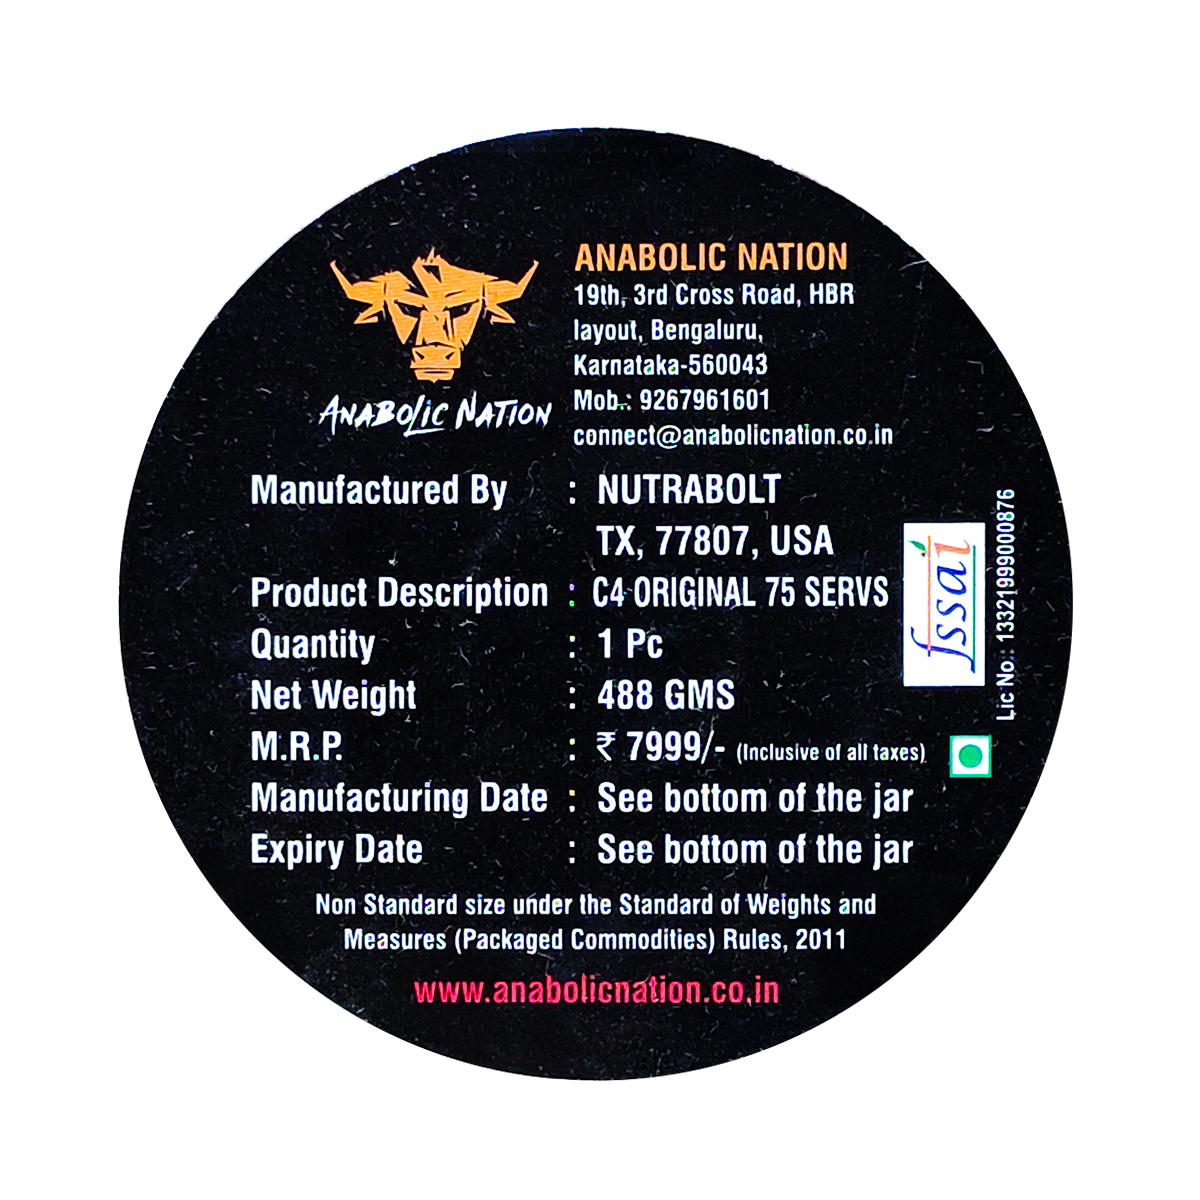 ANABOLIC NATION
ANABOLIC NATION
19th, 3rd Cross Road, HBR
layout, Bengaluru,
Karnataka-560043
Mob.: 9267961601
connect@anabolicnation.co.in
Manufactured By : NUTRABOLT
TX, 77807, USA
Product Description : C4 ORIGINAL 75 SERVS
Quantity : 1 Pc
Net Weight : 488 GMS
M.R.P. : ₹ 7999/- (Inclusive of all taxes)
Manufacturing Date : See bottom of the jar
Expiry Date : See bottom of the jar
fssai
Lic No.: 13321999000876
Non Standard size under the Standard of Weights and
Measures (Packaged Commodities) Rules, 2011
www.anabolicnation.co.in